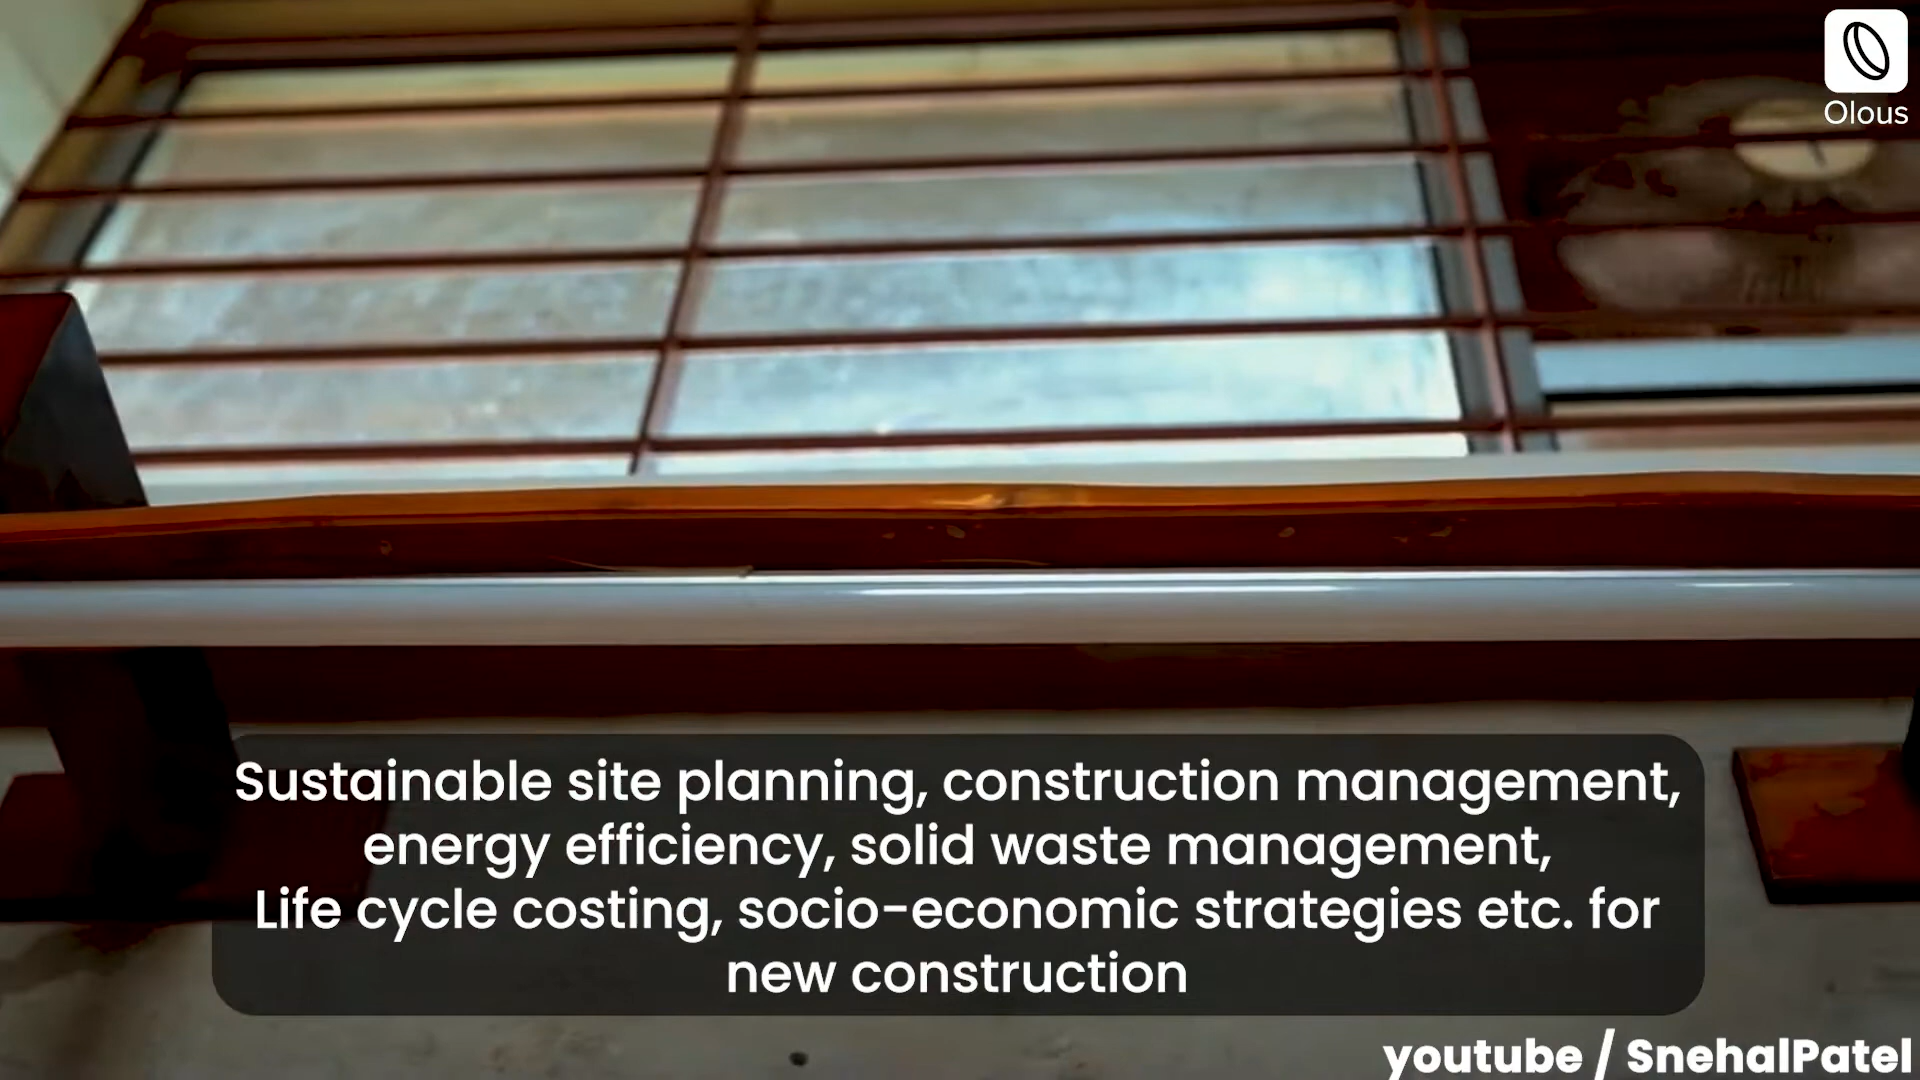 Olous
Sustainable site planning, construction management,
energy efficiency, solid waste management,
Life cycle costing, socio-economic strategies etc. for
new construction
youtube / SnehalPatel